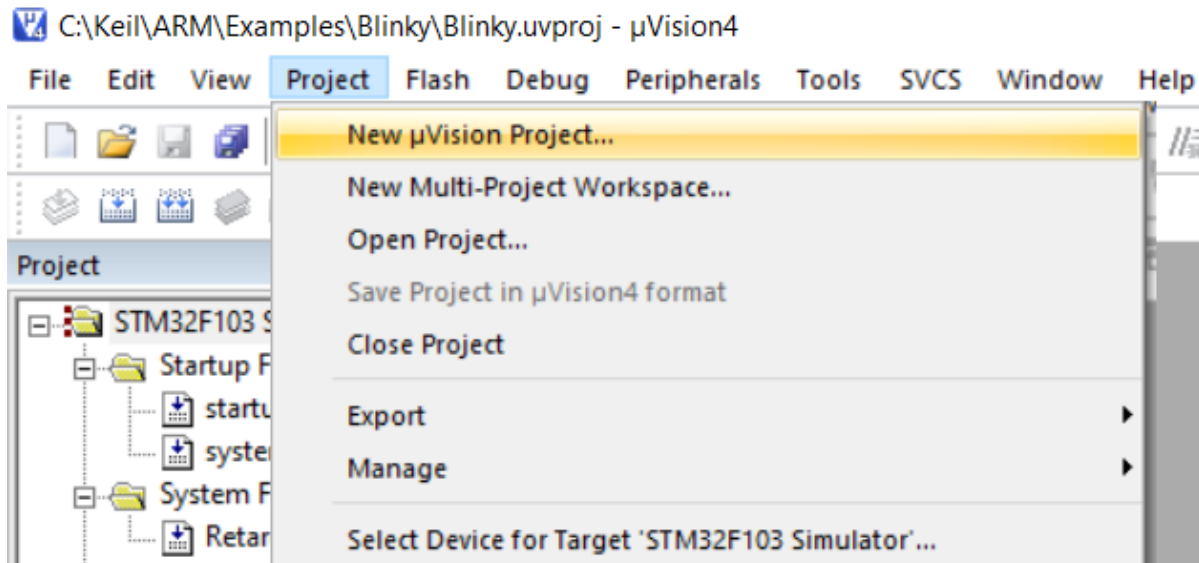 C:\Keil\ARM\Examples\Blinky\Blinky.uvproj - µVision4
File Edit View Project Flash Debug Peripherals Tools SVCS Window Help
New µVision Project...
New Multi-Project Workspace...
Open Project...
Project
Save Project in µVision4 format
STM32F103 S
Close Project
Startup F
startu
Export
syste
Manage
System F
Retar
Select Device for Target 'STM32F103 Simulator'...